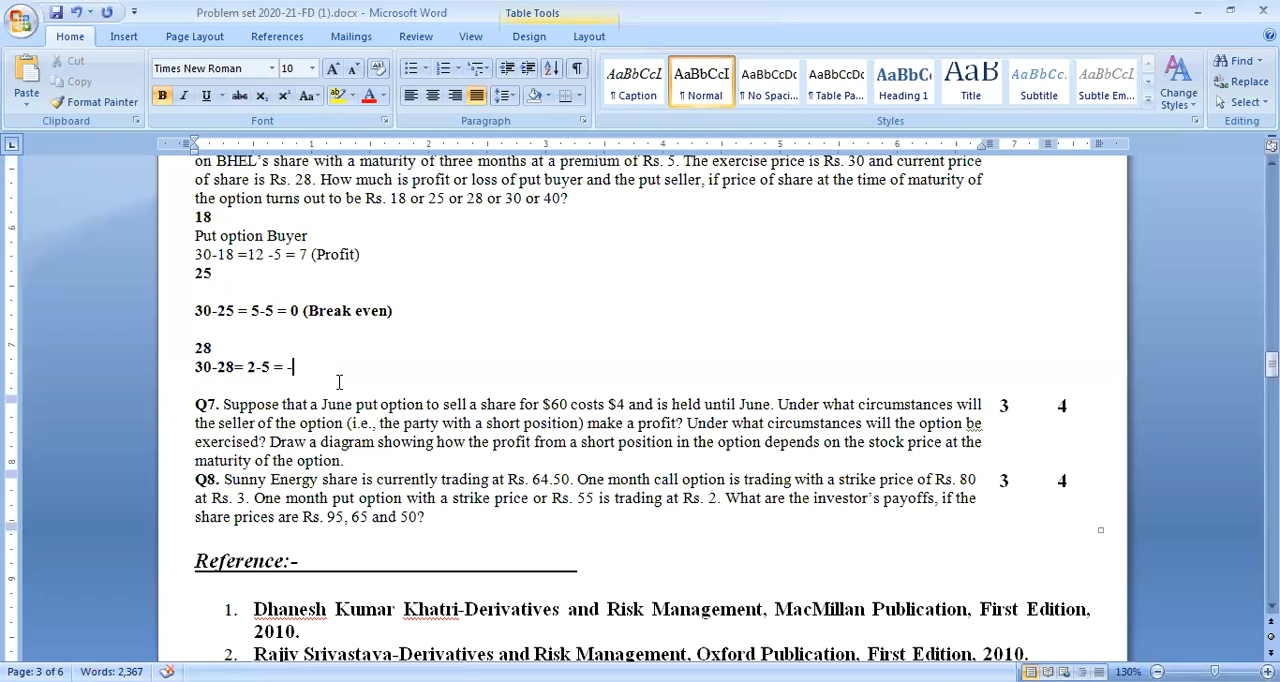 Problem set 2020-21-FD (1).docx - Microsoft Word
Table Tools
Home Insert Page Layout References Mailings Review View Design Layout
Paste
Cut
Copy
Format Painter
Clipboard
Times New Roman 10
B I U abc X₂ X² Aa A
Font
Paragraph
AaBbCcI AaBbCcI AaBbCcDc AaBbCcDc AaBbCc AaB AaBbCcI AaBbCcI
Caption ¶ Normal ¶ No Spaci... ¶ Table Pa... Heading 1 Title Subtitle Subtle Em...
Change Styles
Styles
Find
Replace
Select
Editing
1 2 3 4 5 6 7
on BHEL's share with a maturity of three months at a premium of Rs. 5. The exercise price is Rs. 30 and current price
of share is Rs. 28. How much is profit or loss of put buyer and the put seller, if price of share at the time of maturity of
the option turns out to be Rs. 18 or 25 or 28 or 30 or 40?
18
Put option Buyer
30-18 =12 -5 = 7 (Profit)
25
30-25 = 5-5 = 0 (Break even)
28
30-28= 2-5 = -
Q7. Suppose that a June put option to sell a share for $60 costs $4 and is held until June. Under what circumstances will 3 4
the seller of the option (i.e., the party with a short position) make a profit? Under what circumstances will the option be
exercised? Draw a diagram showing how the profit from a short position in the option depends on the stock price at the
maturity of the option.
Q8. Sunny Energy share is currently trading at Rs. 64.50. One month call option is trading with a strike price of Rs. 80 3 4
at Rs. 3. One month put option with a strike price or Rs. 55 is trading at Rs. 2. What are the investor's payoffs, if the
share prices are Rs. 95, 65 and 50?
Reference:-
1. Dhanesh Kumar Khatri-Derivatives and Risk Management, MacMillan Publication, First Edition,
2010.
2. Rajiv Srivastava-Derivatives and Risk Management, Oxford Publication, First Edition, 2010.
Page: 3 of 6 Words: 2,367 130%